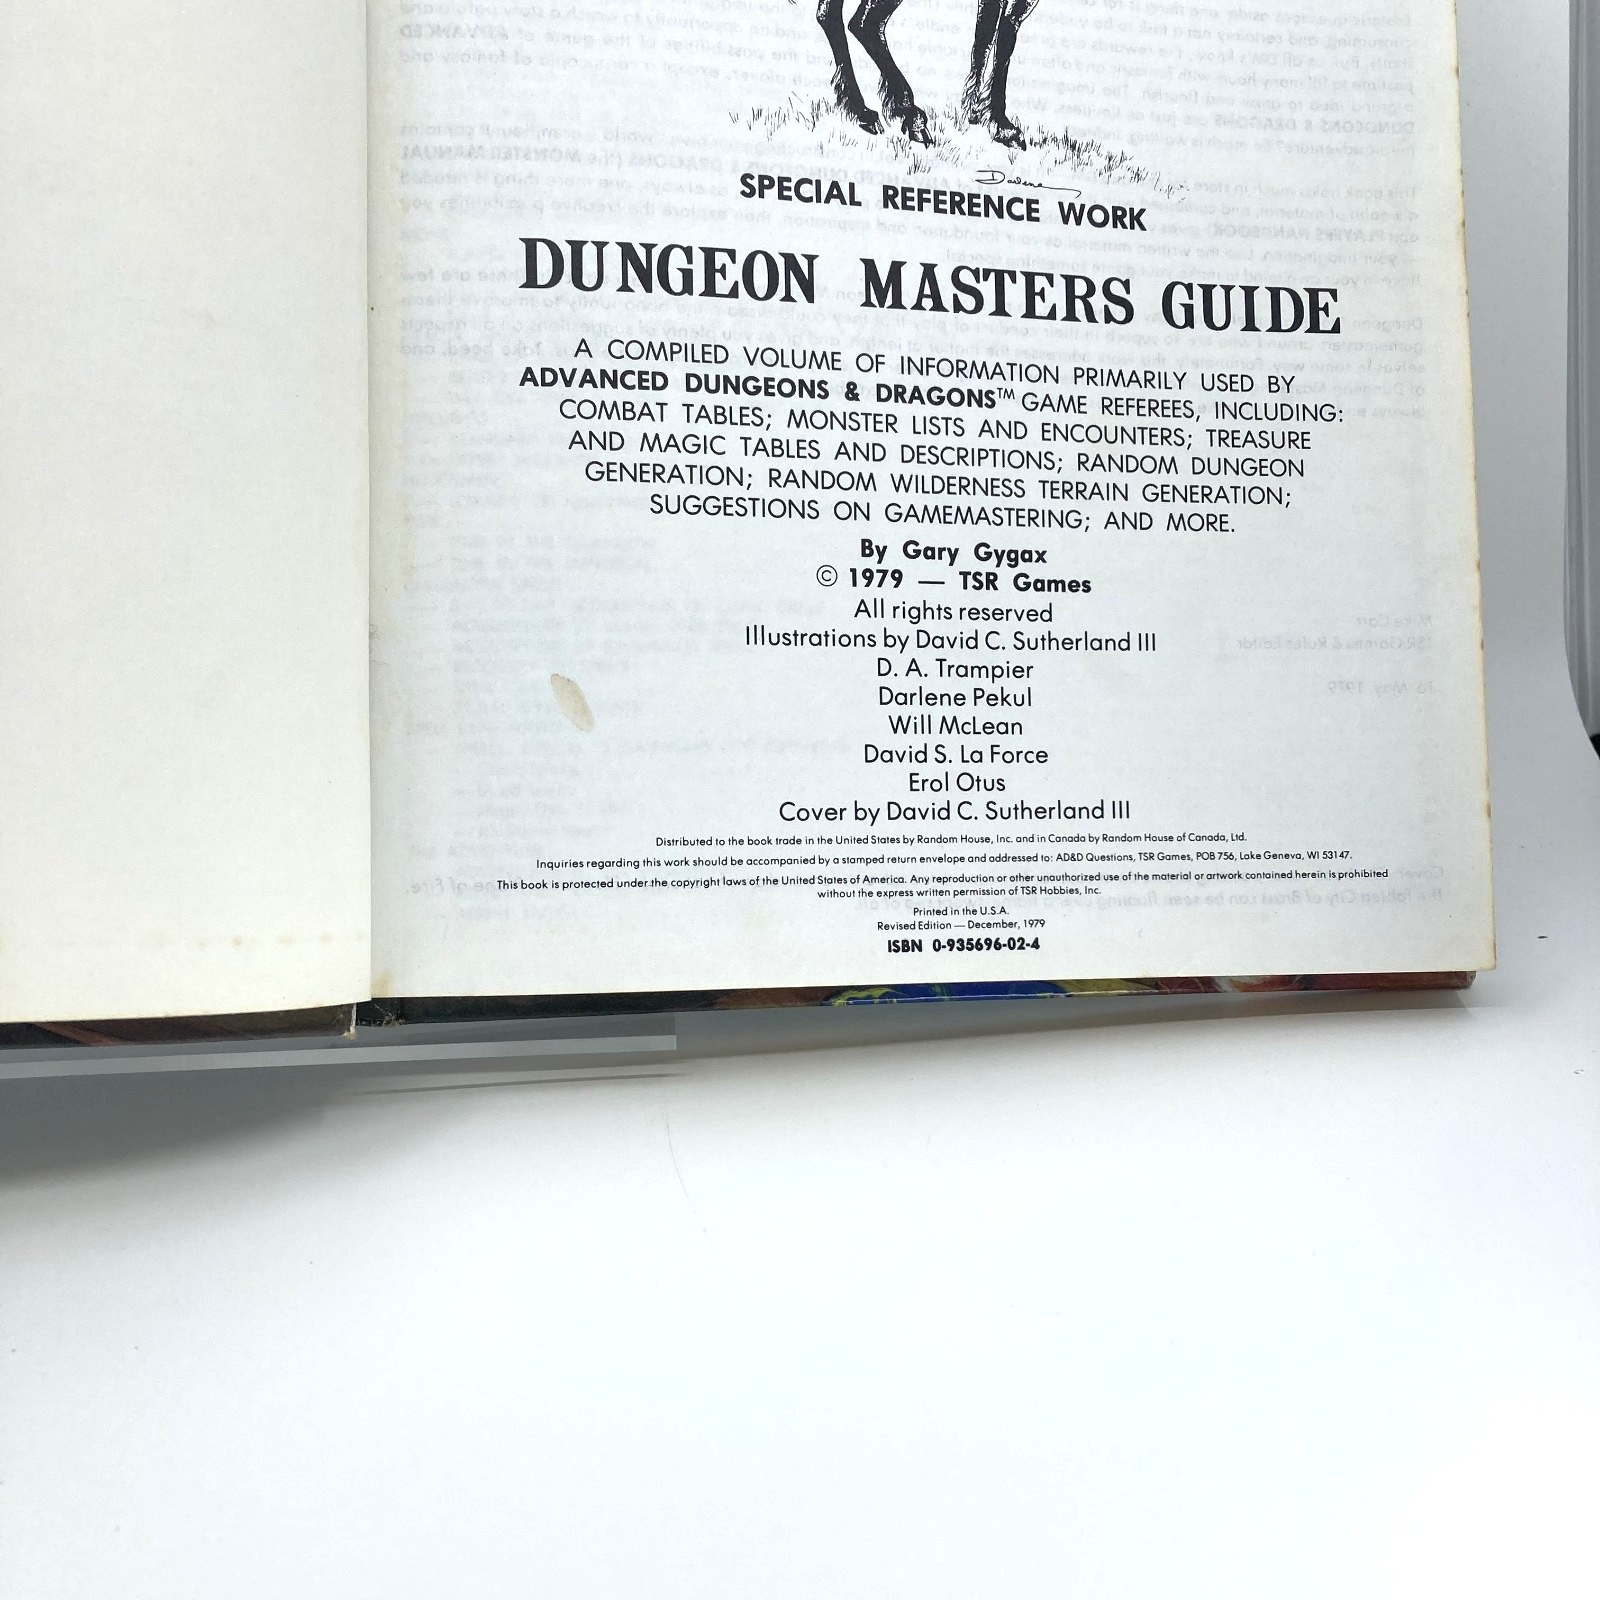 Darlene
SPECIAL REFERENCE WORK
DUNGEON MASTERS GUIDE
A COMPILED VOLUME OF INFORMATION PRIMARILY USED BY
ADVANCED DUNGEONS & DRAGONS™ GAME REFEREES, INCLUDING:
COMBAT TABLES; MONSTER LISTS AND ENCOUNTERS; TREASURE
AND MAGIC TABLES AND DESCRIPTIONS; RANDOM DUNGEON
GENERATION; RANDOM WILDERNESS TERRAIN GENERATION;
SUGGESTIONS ON GAMEMASTERING; AND MORE.
By Gary Gygax
© 1979 — TSR Games
All rights reserved
Illustrations by David C. Sutherland III
D. A. Trampier
Darlene Pekul
Will McLean
David S. La Force
Erol Otus
Cover by David C. Sutherland III
Distributed to the book trade in the United States by Random House, Inc. and in Canada by Random House of Canada, Ltd.
Inquiries regarding this work should be accompanied by a stamped return envelope and addressed to: AD&D Questions, TSR Games, POB 756, Lake Geneva, WI 53147.
This book is protected under the copyright laws of the United States of America. Any reproduction or other unauthorized use of the material or artwork contained herein is prohibited
without the express written permission of TSR Hobbies, Inc.
Printed in the U.S.A.
Revised Edition — December, 1979
ISBN 0-935696-02-4